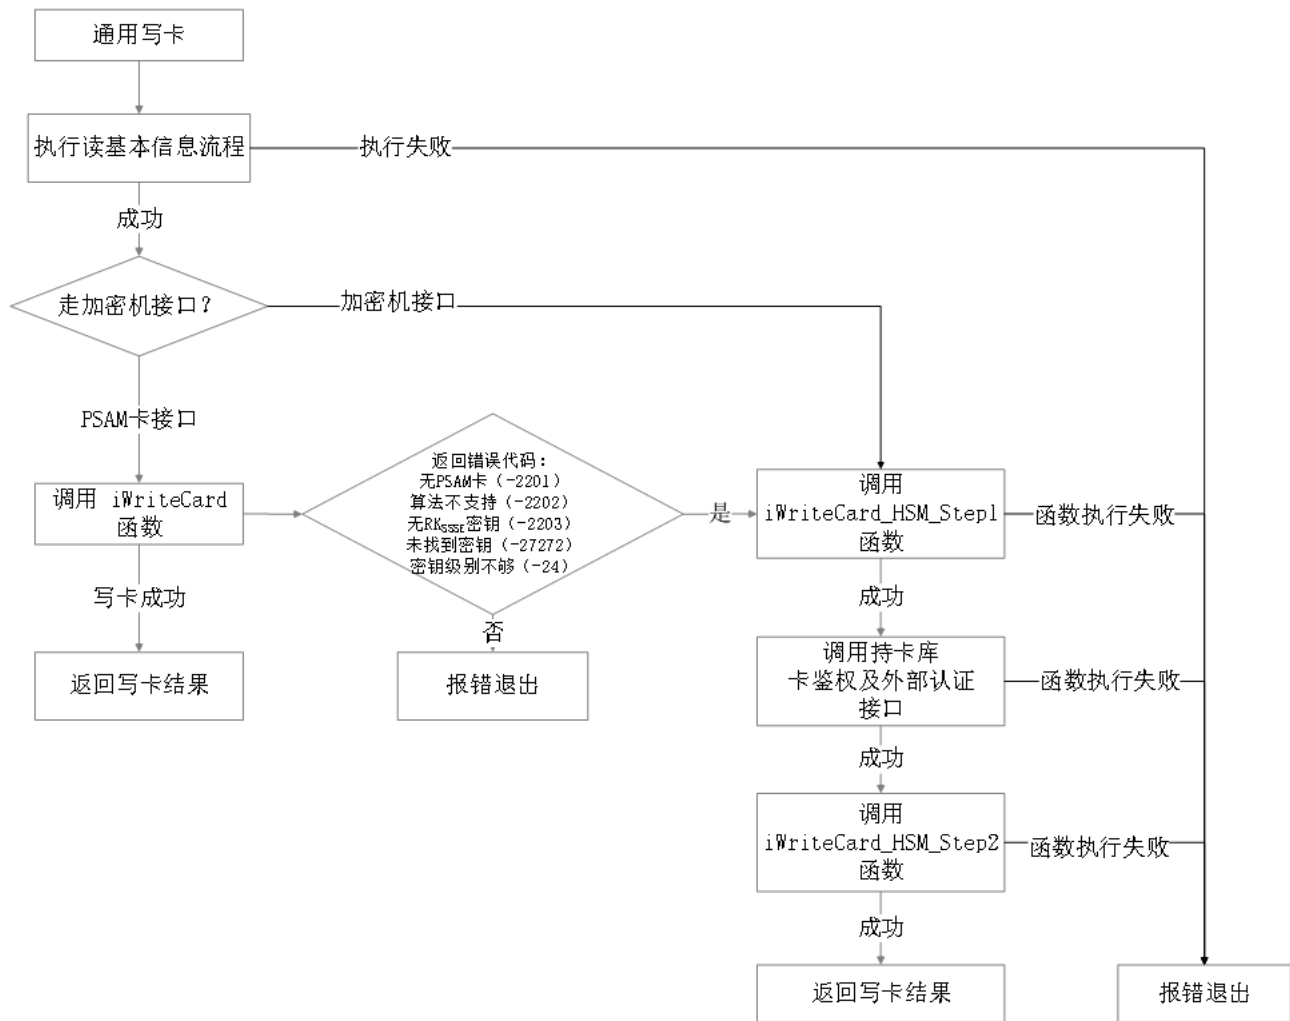 通用写卡
执行读基本信息流程
执行失败
成功
走加密机接口?
加密机接口
PSAM卡接口
调用 iWriteCard
函数
返回错误代码:
无PSAM卡(-2201)
算法不支持(-2202)
无RKSSSE密钥(-2203)
未找到密钥(-27272)
密钥级别不够(-24)
是
调用
iWriteCard_HSM_Step1
函数
函数执行失败
写卡成功
否
成功
返回写卡结果
报错退出
调用持卡库
卡鉴权及外部认证
接口
函数执行失败
成功
调用
iWriteCard_HSM_Step2
函数
函数执行失败
成功
返回写卡结果
报错退出